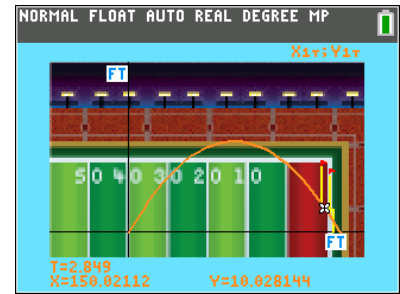 NORMAL FLOAT AUTO REAL DEGREE MP
X1T;Y1T
FT
50 40 30 20 10
FT
T=2.849
X=150.02112 Y=10.028144